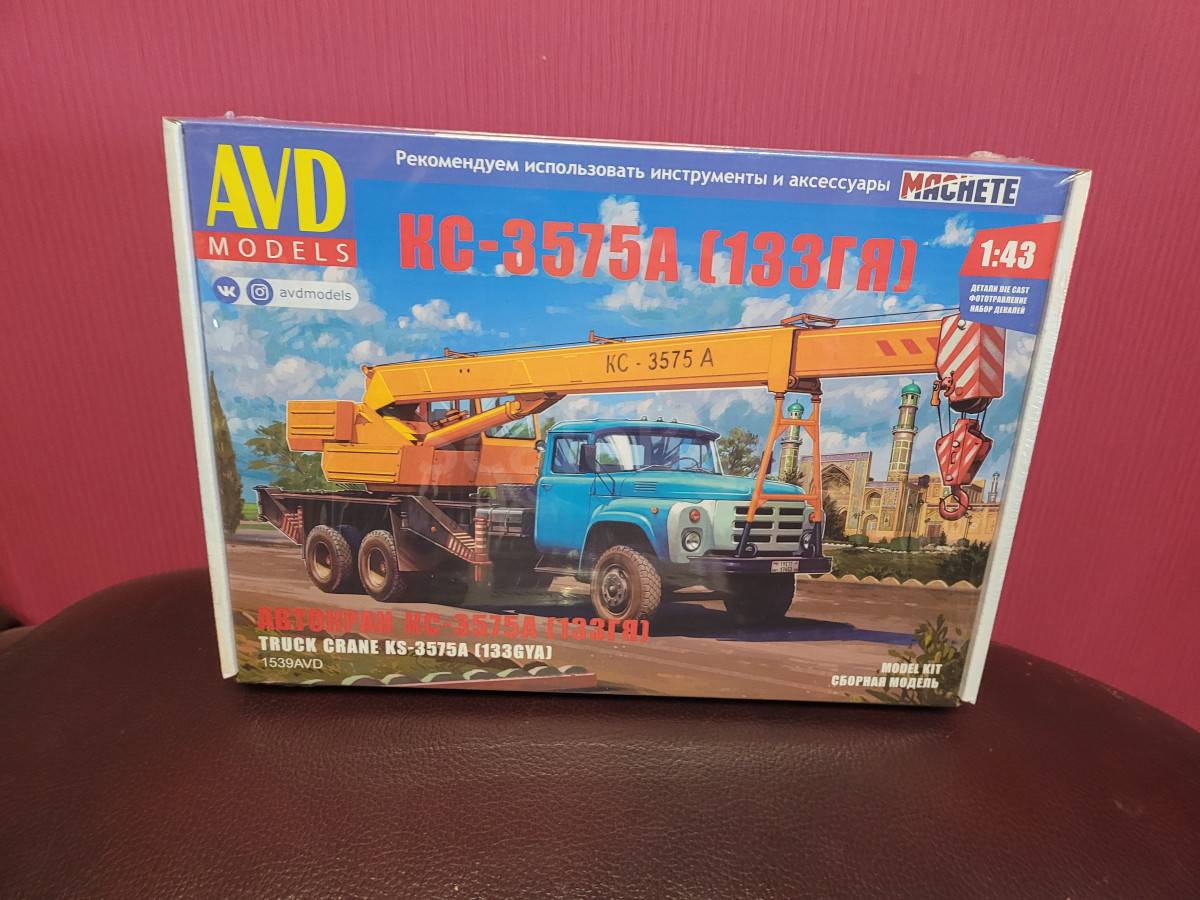 AVD
MODELS
avdmodels
Рекомендуем использовать инструменты и аксессуары
MACHETE
КС-3575А (133ГЯ)
1:43
ДЕТАЛИ DIE CAST
ФОТОТРАВЛЕНИЕ
НАБОР ДЕКАЛЕЙ
КС - 3575 А
АВТОКРАН КС-3575А (133ГЯ)
TRUCK CRANE KS-3575A (133GYA)
1539AVD
MODEL KIT
СБОРНАЯ МОДЕЛЬ